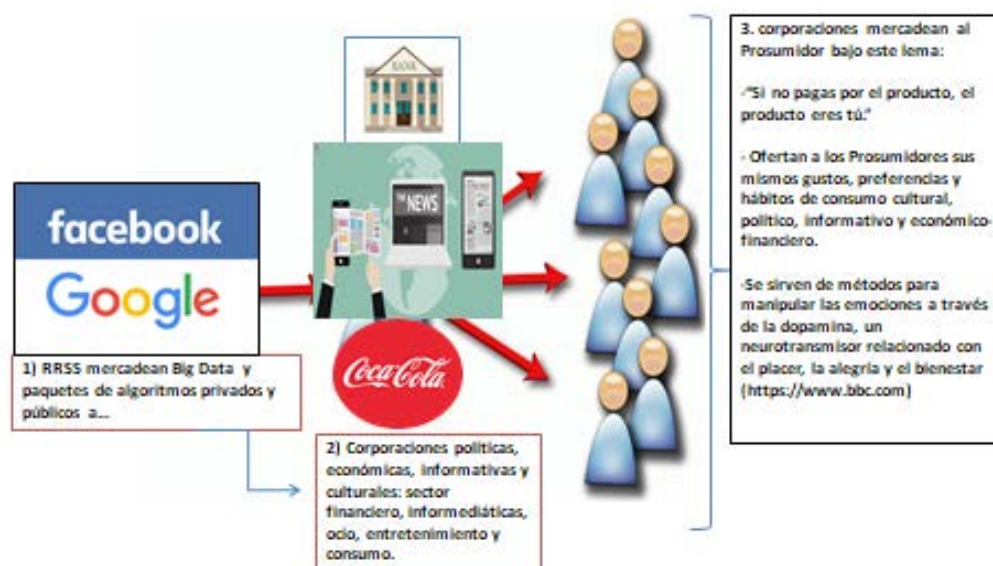 facebook
Google
1) RRSS mercadean Big Data y
paquetes de algoritmos privados y
públicos a...
BANK
THE
NEWS
Coca-Cola
2) Corporaciones políticas,
económicas, informativas y
culturales: sector
financiero, informediáticas,
ocio, entretenimiento y
consumo.
3. corporaciones mercadean al
Prosumidor bajo este lema:
-"Si no pagas por el producto, el
producto eres tú."
- Ofertan a los Prosumidores sus
mismos gustos, preferencias y
hábitos de consumo cultural,
político, informativo y económico-
financiero.
-Se sirven de métodos para
manipular las emociones a través
de la dopamina, un
neurotransmisor relacionado con
el placer, la alegría y el bienestar
(https://www.bbc.com)